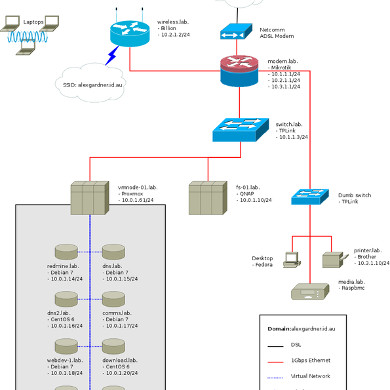 Laptops
wireless.lab.
- Billion
- 10.2.1.2/24
Netcomm
ADSL Modem
SSID: alexgardner.id.au
modem.lab.
- Mikrotik
- 10.1.1.1/24
- 10.2.1.1/24
- 10.3.1.1/24
switch.lab.
- TPLink
- 10.1.1.3/24
vmnode-01.lab.
- Proxmox
- 10.0.1.61/24
fs-01.lab.
- QNAP
- 10.0.1.10/24
Dumb switch
- TPLink
Desktop
- Fedora
printer.lab.
- Brother
- 10.3.1.10/24
media.lab.
- Raspbmc
redmine.lab.
- Debian 7
- 10.0.1.14/24
dns.lab.
- Debian 7
- 10.0.1.15/24
dns2.lab.
- CentOS 6
- 10.0.1.16/24
comms.lab.
- Debian 7
- 10.0.1.17/24
webdev-1.lab.
- Debian 7
- 10.0.1.18/24
download.lab.
- CentOS 6
- 10.0.1.20/24
Domain:alexgardner.id.au
DSL
1Gbps Ethernet
Virtual Network